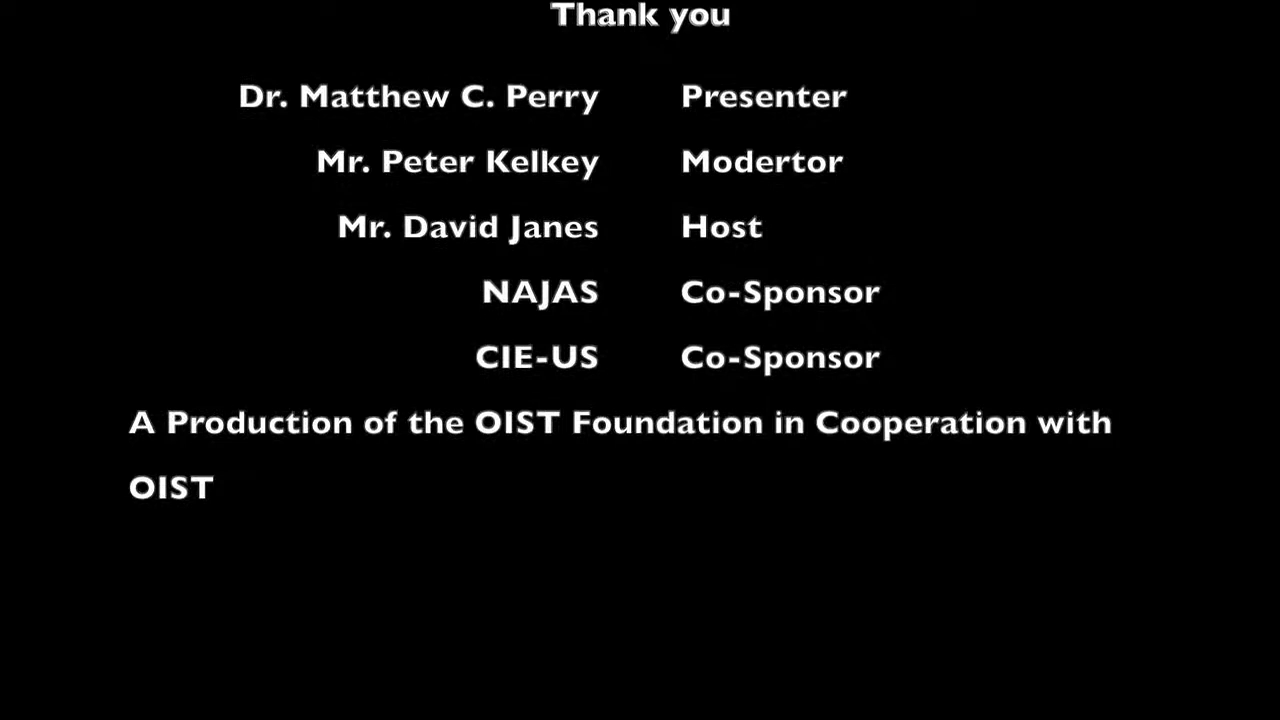 Thank you
Dr. Matthew C. Perry Presenter
Mr. Peter Kelkey Modertor
Mr. David Janes Host
NAJAS Co-Sponsor
CIE-US Co-Sponsor
A Production of the OIST Foundation in Cooperation with
OIST